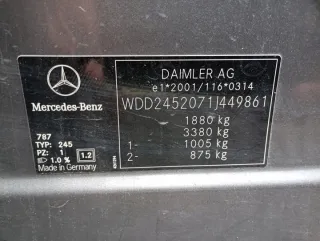 DAIMLER AG
e1*2001/116*0314
WDD2452071J449861
1880 kg
3380 kg
1- 1005 kg
2- 875 kg
Mercedes-Benz
787
TYP: 245
PZ: 1
1.0 % 1.2
Made in Germany